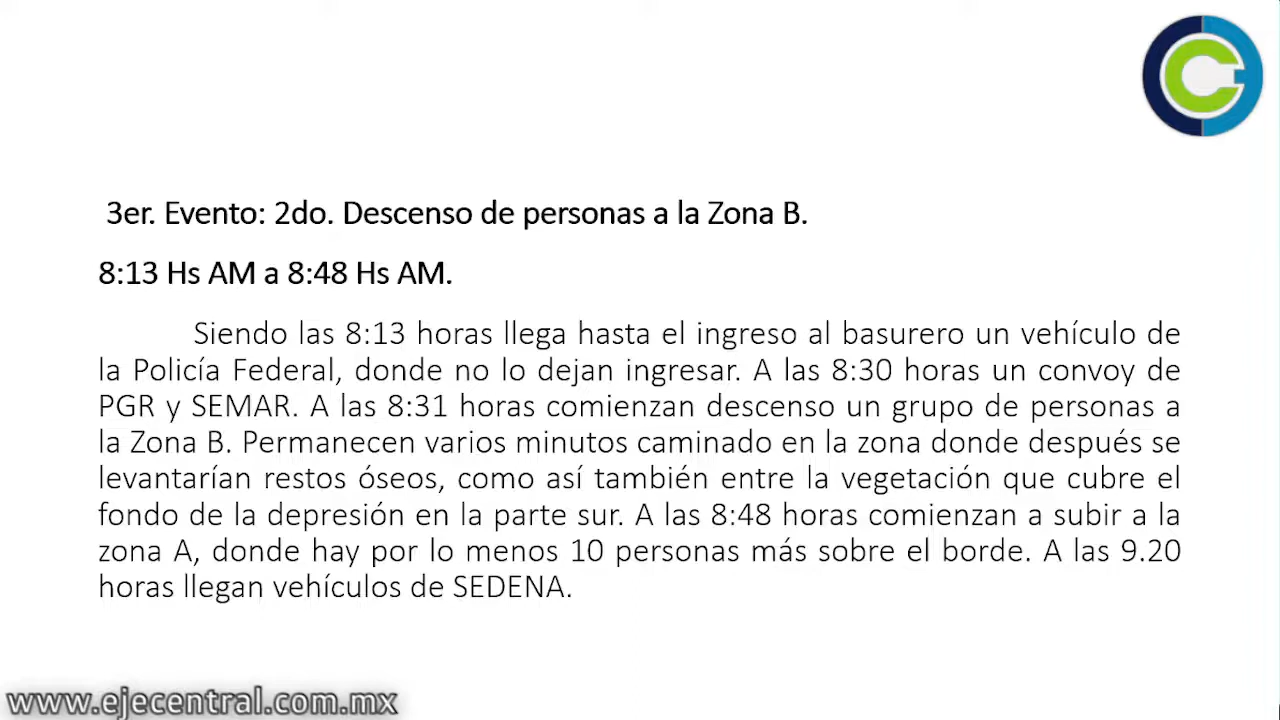 3er. Evento: 2do. Descenso de personas a la Zona B.
8:13 Hs AM a 8:48 Hs AM.
Siendo las 8:13 horas llega hasta el ingreso al basurero un vehículo de
la Policía Federal, donde no lo dejan ingresar. A las 8:30 horas un convoy de
PGR y SEMAR. A las 8:31 horas comienzan descenso un grupo de personas a
la Zona B. Permanecen varios minutos caminado en la zona donde después se
levantarían restos óseos, como así también entre la vegetación que cubre el
fondo de la depresión en la parte sur. A las 8:48 horas comienzan a subir a la
zona A, donde hay por lo menos 10 personas más sobre el borde. A las 9.20
horas llegan vehículos de SEDENA.
www.ejecentral.com.mx